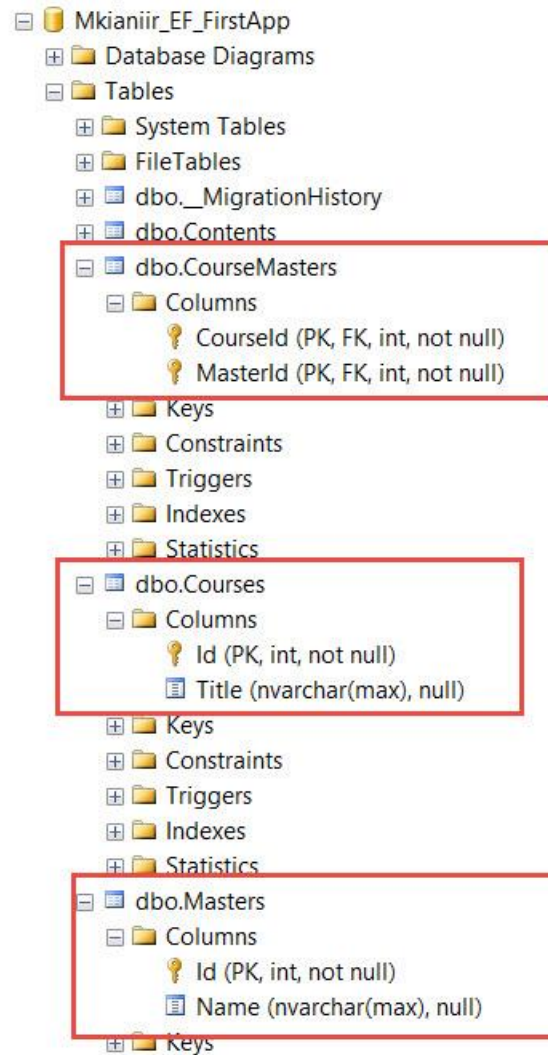 Mkianiir_EF_FirstApp
Database Diagrams
Tables
System Tables
FileTables
dbo.__MigrationHistory
dbo.Contents
dbo.CourseMasters
Columns
CourseId (PK, FK, int, not null)
MasterId (PK, FK, int, not null)
Keys
Constraints
Triggers
Indexes
Statistics
dbo.Courses
Columns
Id (PK, int, not null)
Title (nvarchar(max), null)
Keys
Constraints
Triggers
Indexes
Statistics
dbo.Masters
Columns
Id (PK, int, not null)
Name (nvarchar(max), null)
Keys